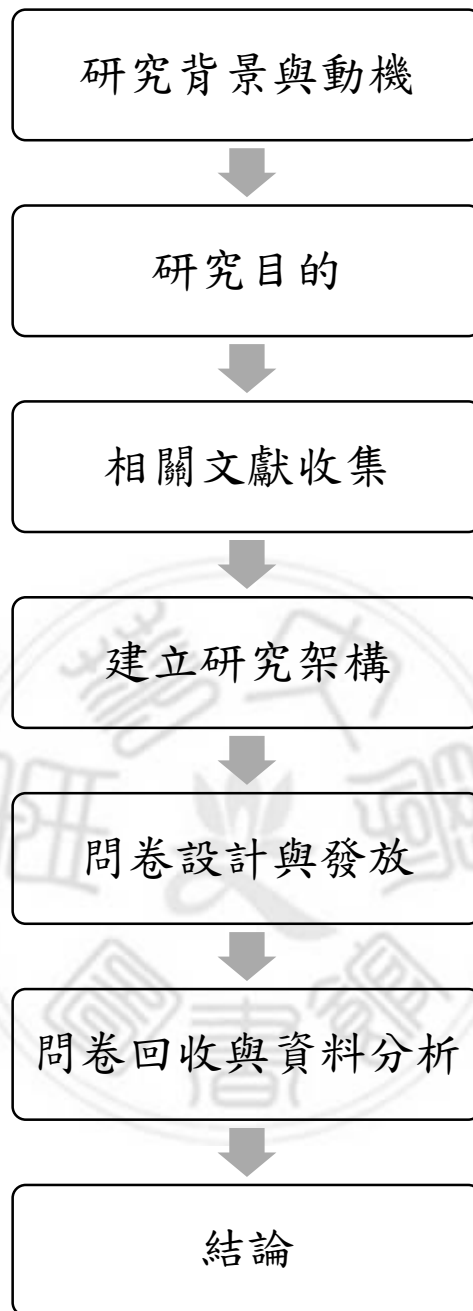 研究背景與動機
研究目的
相關文獻收集
建立研究架構
問卷設計與發放
問卷回收與資料分析
結論